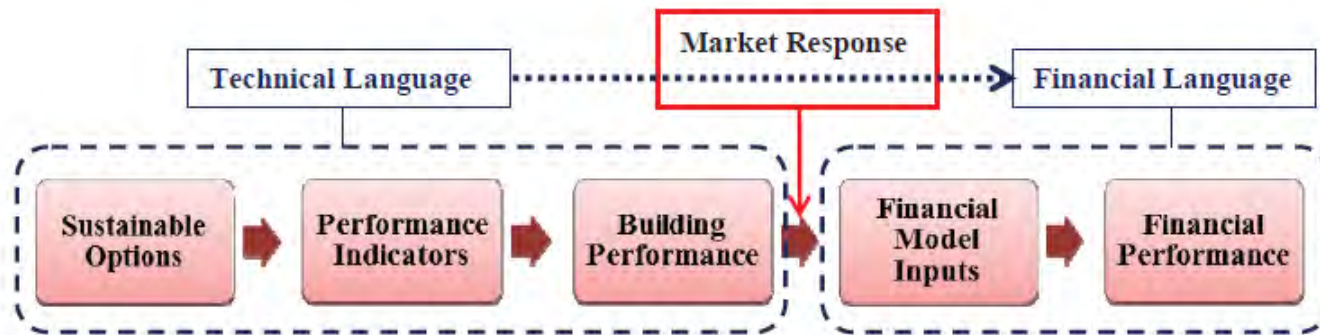 Market Response
Technical Language
Financial Language
Sustainable
Options
Performance
Indicators
Building
Performance
Financial
Model
Inputs
Financial
Performance